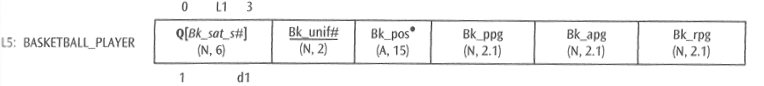 0 L1 3
L5: BASKETBALL_PLAYER
Q[Bk_sat_s#] Bk_unif# Bk_pos• Bk_ppg Bk_apg Bk_rpg
(N, 6) (N, 2) (A, 15) (N, 2.1) (N, 2.1) (N, 2.1)
1 d1